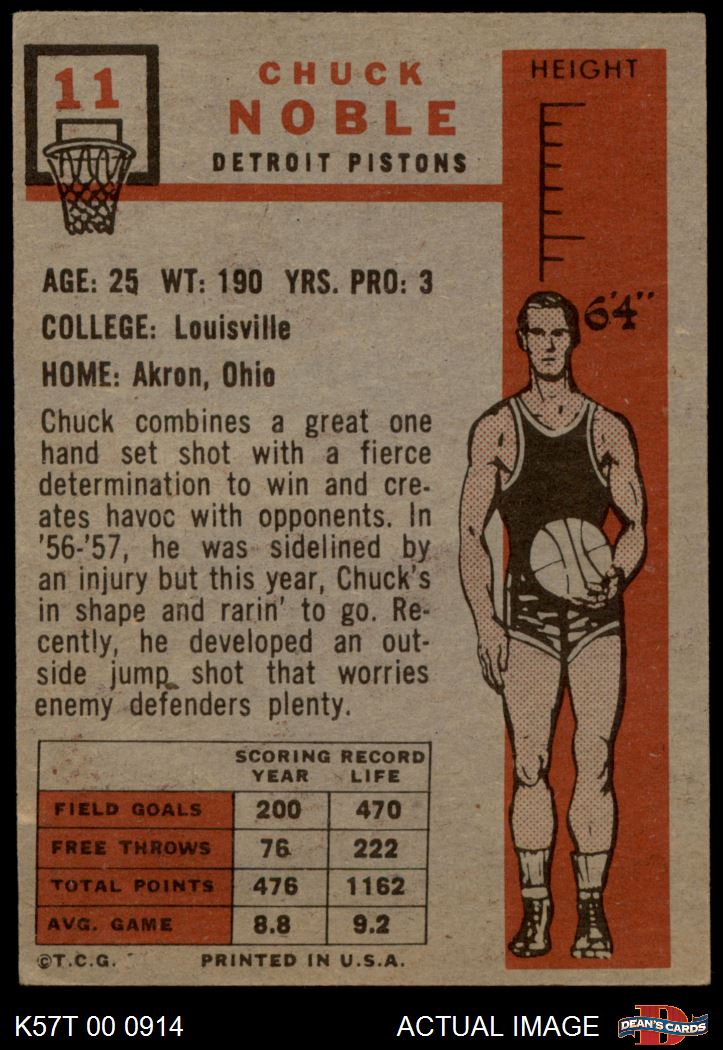 11
CHUCK
NOBLE
DETROIT PISTONS
HEIGHT
6'4"
AGE: 25 WT: 190 YRS. PRO: 3
COLLEGE: Louisville
HOME: Akron, Ohio
Chuck combines a great one
hand set shot with a fierce
determination to win and cre-
ates havoc with opponents. In
'56-'57, he was sidelined by
an injury but this year, Chuck's
in shape and rarin' to go. Re-
cently, he developed an out-
side jump shot that worries
enemy defenders plenty.
SCORING RECORD
YEAR LIFE
FIELD GOALS 200 470
FREE THROWS 76 222
TOTAL POINTS 476 1162
AVG. GAME 8.8 9.2
©T.C.G. PRINTED IN U.S.A.
K57T 00 0914 ACTUAL IMAGE
D
DEAN'S CARDS